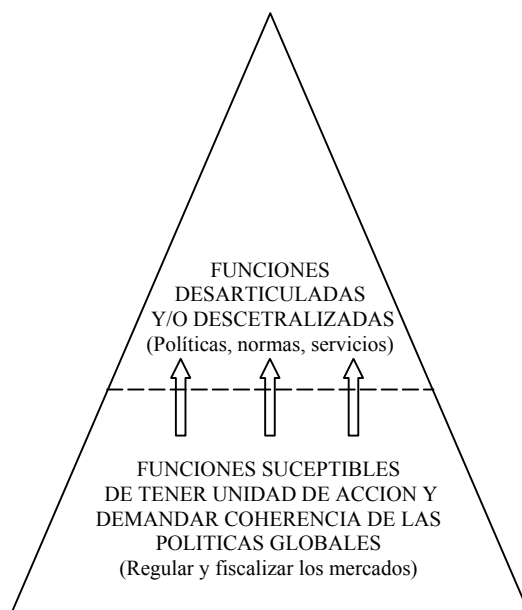 FUNCIONES
DESARTICULADAS
Y/O DESCETRALIZADAS
(Políticas, normas, servicios)
FUNCIONES SUCEPTIBLES
DE TENER UNIDAD DE ACCION Y
DEMANDAR COHERENCIA DE LAS
POLITICAS GLOBALES
(Regular y fiscalizar los mercados)